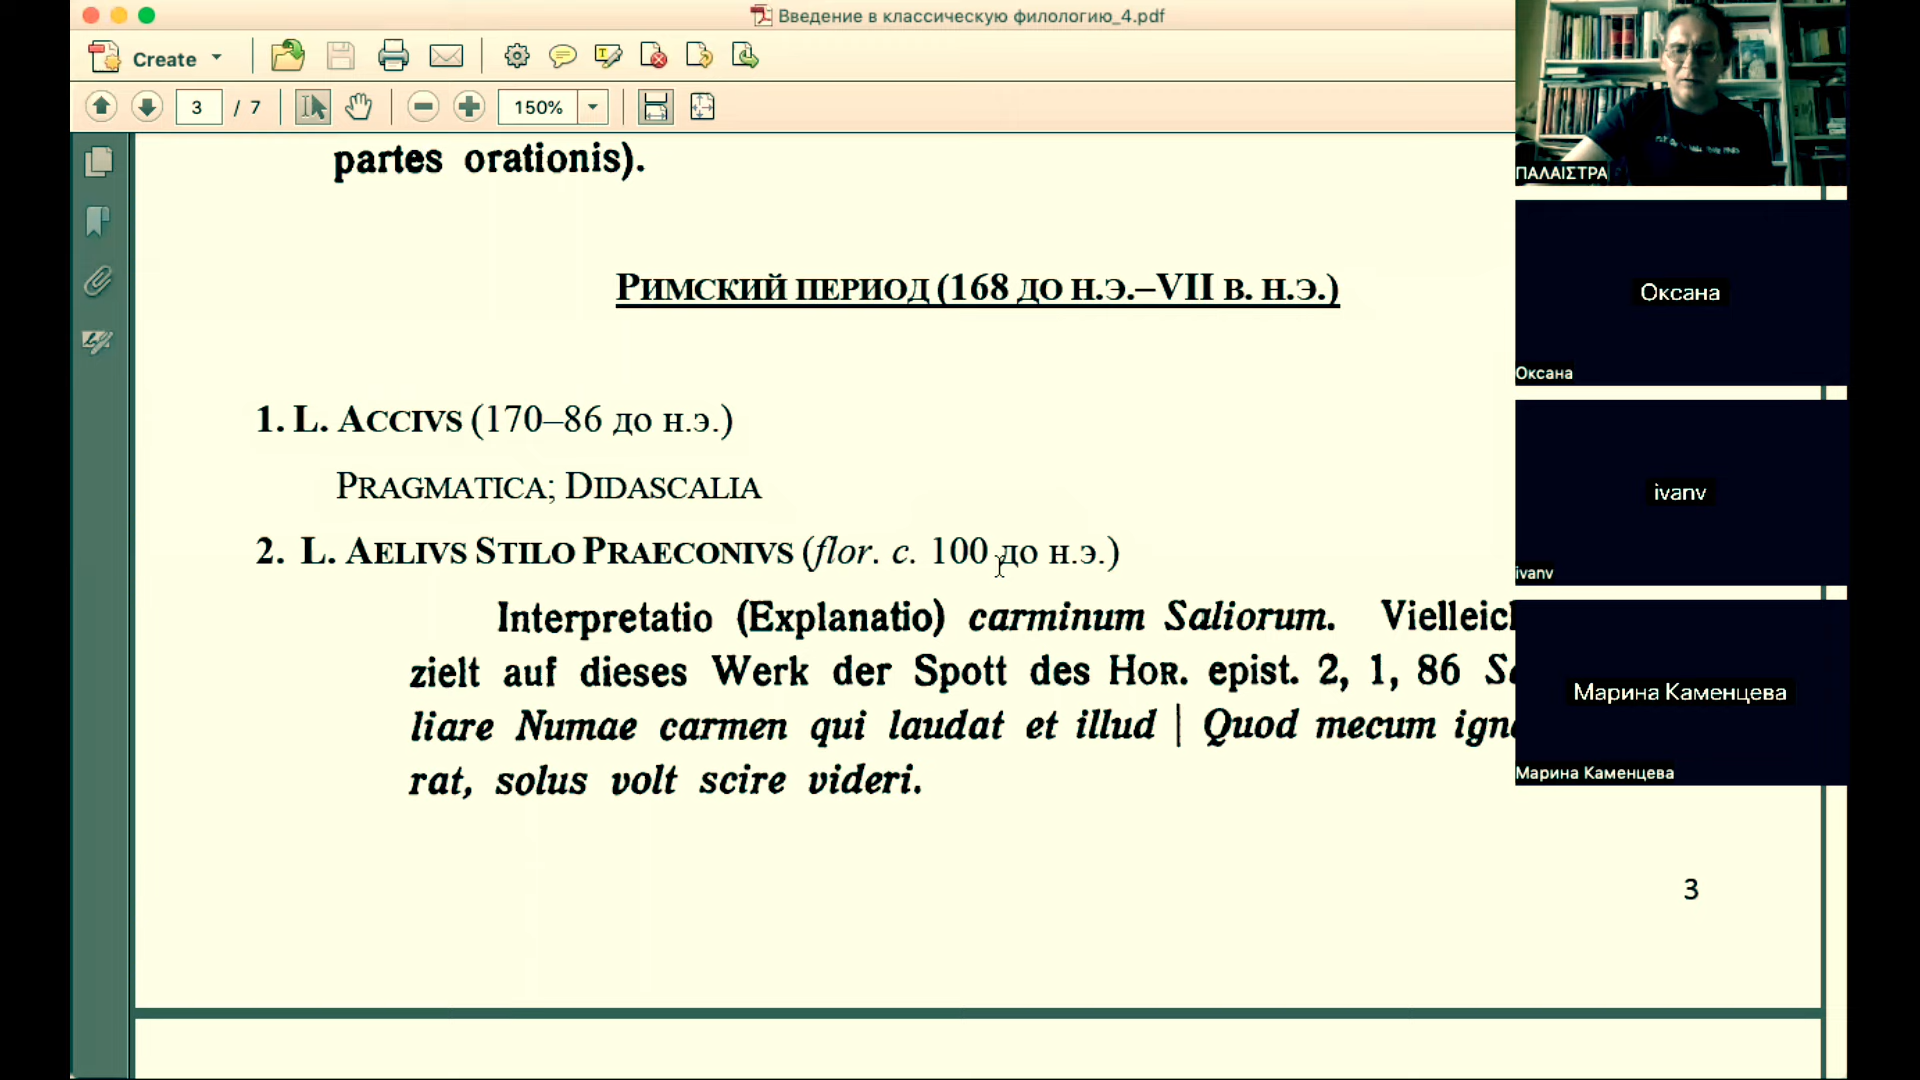 Введение в классическую филологию_4.pdf
Create
3 / 7
150%
partes orationis).
Римский период (168 до н.э.–VII в. н.э.)
1. L. Accivs (170–86 до н.э.)
Pragmatica; Didascalia
2. L. Aelivs Stilo Praeconivs (flor. c. 100 до н.э.)
Interpretatio (Explanatio) carminum Saliorum.
zielt auf dieses Werk der Spott des Hor. epist. 2, 1, 86
liare Numae carmen qui laudat et illud | Quod mecum
rat, solus volt scire videri.
3
ΠΑΛΑΙΣΤΡΑ
Оксана
Оксана
ivanv
ivanv
Марина Каменцева
Марина Каменцева